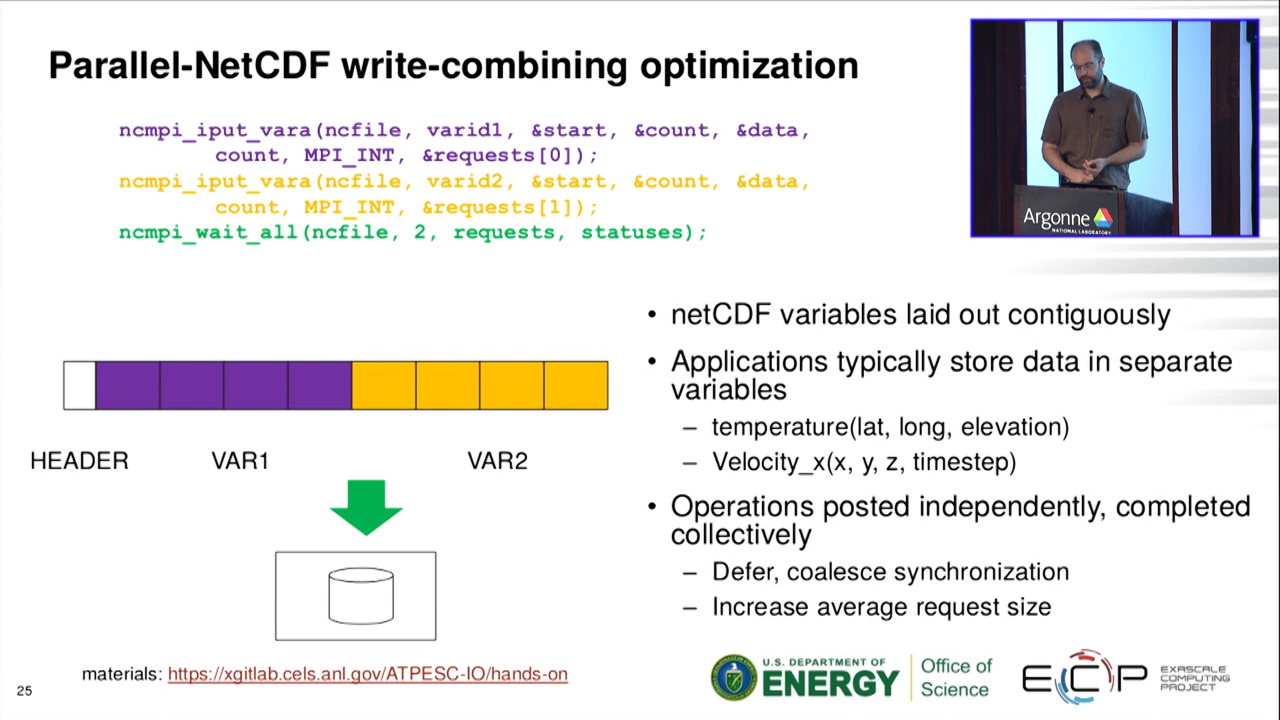 Parallel-NetCDF write-combining optimization
ncmpi_iput_vara(ncfile, varid1, &start, &count, &data,
count, MPI_INT, &requests[0]);
ncmpi_iput_vara(ncfile, varid2, &start, &count, &data,
count, MPI_INT, &requests[1]);
ncmpi_wait_all(ncfile, 2, requests, statuses);
Argonne
NATIONAL LABORATORY
HEADER
VAR1
VAR2
• netCDF variables laid out contiguously
• Applications typically store data in separate
variables
– temperature(lat, long, elevation)
– Velocity_x(x, y, z, timestep)
• Operations posted independently, completed
collectively
– Defer, coalesce synchronization
– Increase average request size
materials: https://xgitlab.cels.anl.gov/ATPESC-IO/hands-on
25
U.S. DEPARTMENT OF
ENERGY
Office of
Science
ECP
EXASCALE
COMPUTING
PROJECT